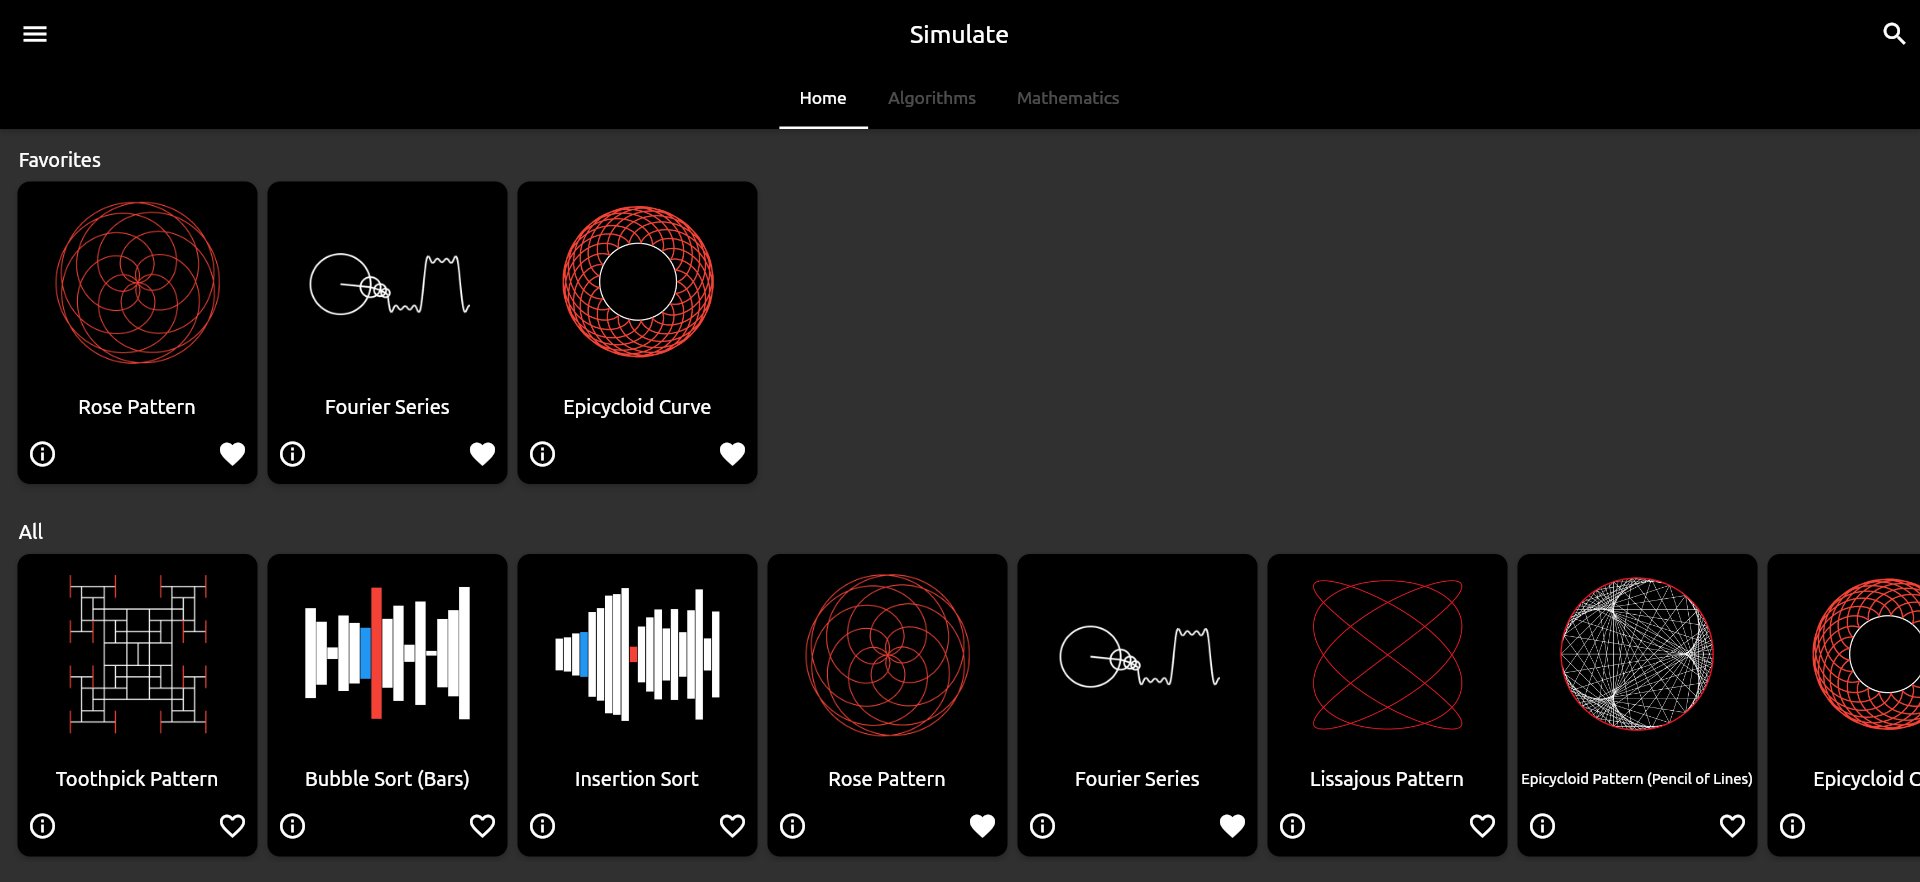 Simulate
Home Algorithms Mathematics
Favorites
Rose Pattern Fourier Series Epicycloid Curve
All
Toothpick Pattern Bubble Sort (Bars) Insertion Sort Rose Pattern Fourier Series Lissajous Pattern Epicycloid Pattern (Pencil of Lines) Epicycloid C